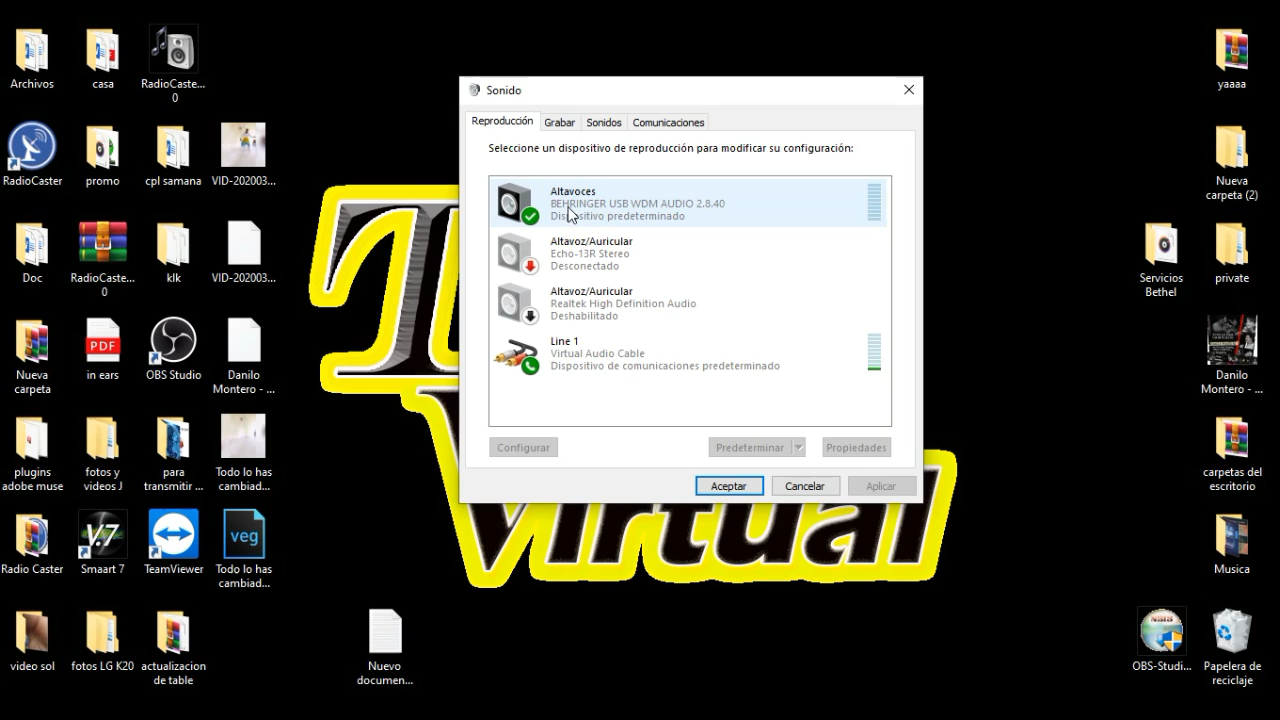 Archivos
casa
RadioCaste...
0
RadioCaster
promo
cpl samana
VID-202003...
Doc
RadioCaste...
0
klk
VID-202003...
Nueva
carpeta
PDF
in ears
OBS Studio
Danilo
Montero - ...
plugins
adobe muse
fotos y
videos J
para
transmitir ...
Todo lo has
cambiad...
Radio Caster
V.7
Smaart 7
TeamViewer
veg
Todo lo has
cambiad...
video sol
fotos LG K20
actualizacion
de table
Nuevo
documen...
Sonido
Reproducción
Grabar
Sonidos
Comunicaciones
Seleccione un dispositivo de reproducción para modificar su configuración:
Altavoces
BEHRINGER USB WDM AUDIO 2.8.40
Dispositivo predeterminado
Altavoz/Auricular
Echo-13R Stereo
Desconectado
Altavoz/Auricular
Realtek High Definition Audio
Deshabilitado
Line 1
Virtual Audio Cable
Dispositivo de comunicaciones predeterminado
Configurar
Predeterminar
Propiedades
Aceptar
Cancelar
Aplicar
Virtual
yaaaa
Nueva
carpeta (2)
Servicios
Bethel
private
Danilo
Montero - ...
carpetas del
escritorio
Musica
NSIS
OBS-Studi...
Papelera de
reciclaje